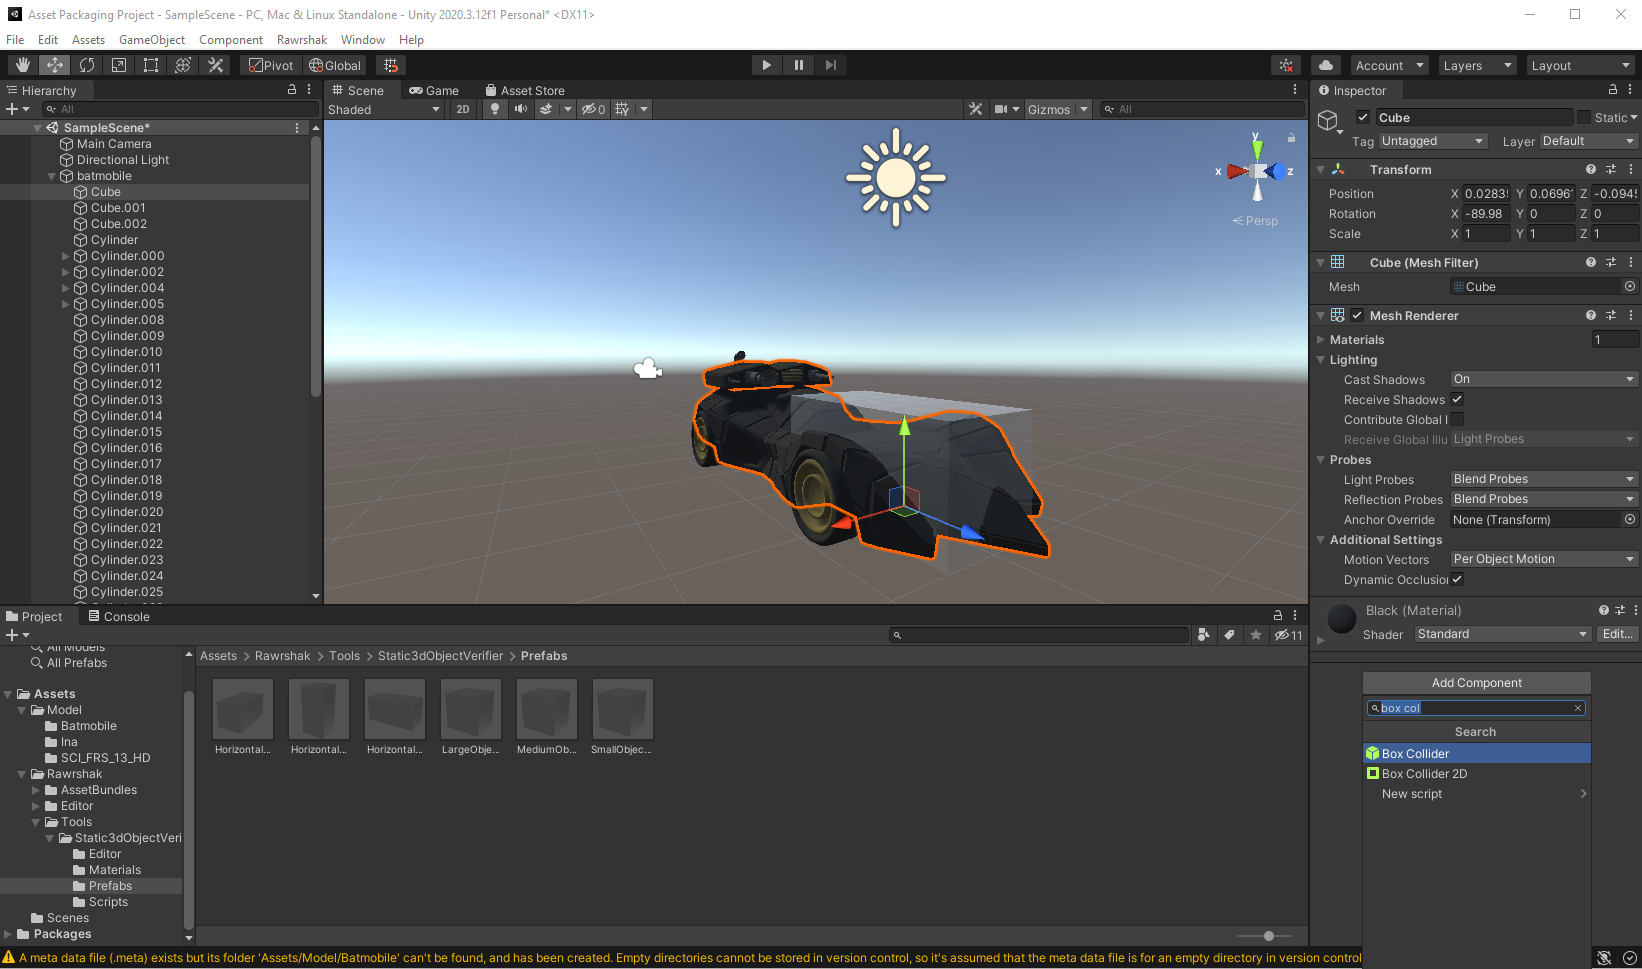 Asset Packaging Project - SampleScene - PC, Mac & Linux Standalone - Unity 2020.3.12f1 Personal* <DX11>
File Edit Assets GameObject Component Rawrshak Window Help
Pivot Global Account Layers Layout
Hierarchy
All
SampleScene*
Main Camera
Directional Light
batmobile
Cube
Cube.001
Cube.002
Cylinder
Cylinder.000
Cylinder.002
Cylinder.004
Cylinder.005
Cylinder.008
Cylinder.009
Cylinder.010
Cylinder.011
Cylinder.012
Cylinder.013
Cylinder.014
Cylinder.015
Cylinder.016
Cylinder.017
Cylinder.018
Cylinder.019
Cylinder.020
Cylinder.021
Cylinder.022
Cylinder.023
Cylinder.024
Cylinder.025
Scene Game Asset Store
Shaded 2D 0 Gizmos All
y
x z
Persp
Inspector
Cube Static
Tag Untagged Layer Default
Transform
Position X 0.0283 Y 0.0696 Z -0.094
Rotation X -89.98 Y 0 Z 0
Scale X 1 Y 1 Z 1
Cube (Mesh Filter)
Mesh Cube
Mesh Renderer
Materials 1
Lighting
Cast Shadows On
Receive Shadows
Contribute Global I
Receive Global Illu Light Probes
Probes
Light Probes Blend Probes
Reflection Probes Blend Probes
Anchor Override None (Transform)
Additional Settings
Motion Vectors Per Object Motion
Dynamic Occlusion
Black (Material)
Shader Standard Edit...
Add Component
box col
Search
Box Collider
Box Collider 2D
New script
Project Console
11
All Models
All Prefabs
Assets
Model
Batmobile
Ina
SCI_FRS_13_HD
Rawrshak
AssetBundles
Editor
Tools
Static3dObjectVeri
Editor
Materials
Prefabs
Scripts
Scenes
Packages
Assets > Rawrshak > Tools > Static3dObjectVerifier > Prefabs
Horizontal... Horizontal... Horizontal... LargeObje... MediumOb... SmallObjec...
A meta data file (.meta) exists but its folder 'Assets/Model/Batmobile' can't be found, and has been created. Empty directories cannot be stored in version control, so it's assumed that the meta data file is for an empty directory in version control